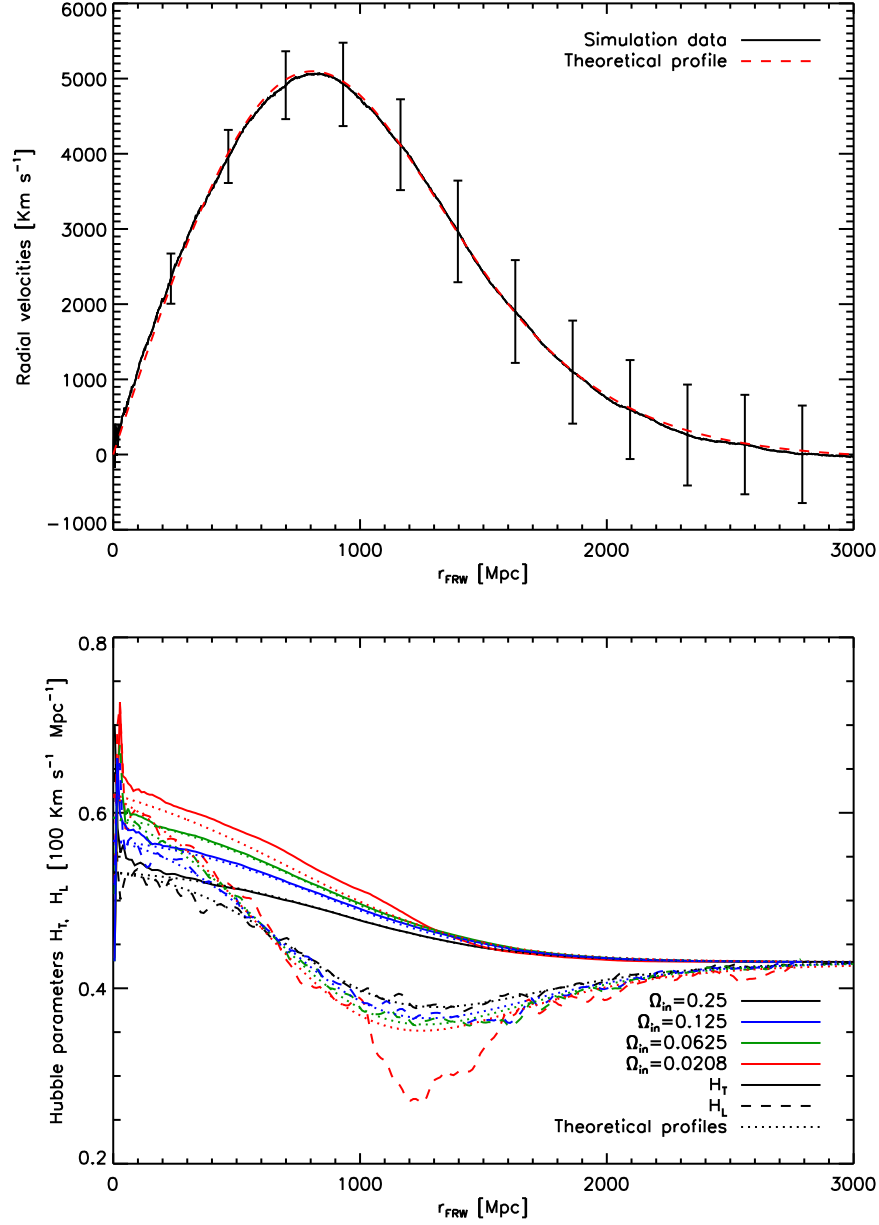 6000
5000
4000
3000
2000
1000
0
−1000
Radial velocities [Km s⁻¹]
Simulation data
Theoretical profile
0 1000 2000 3000
r_FRW [Mpc]
0.8
0.6
0.4
0.2
Hubble parameters H_T, H_L [100 Km s⁻¹ Mpc⁻¹]
Ω_in=0.25
Ω_in=0.125
Ω_in=0.0625
Ω_in=0.0208
H_T
H_L
Theoretical profiles
0 1000 2000 3000
r_FRW [Mpc]